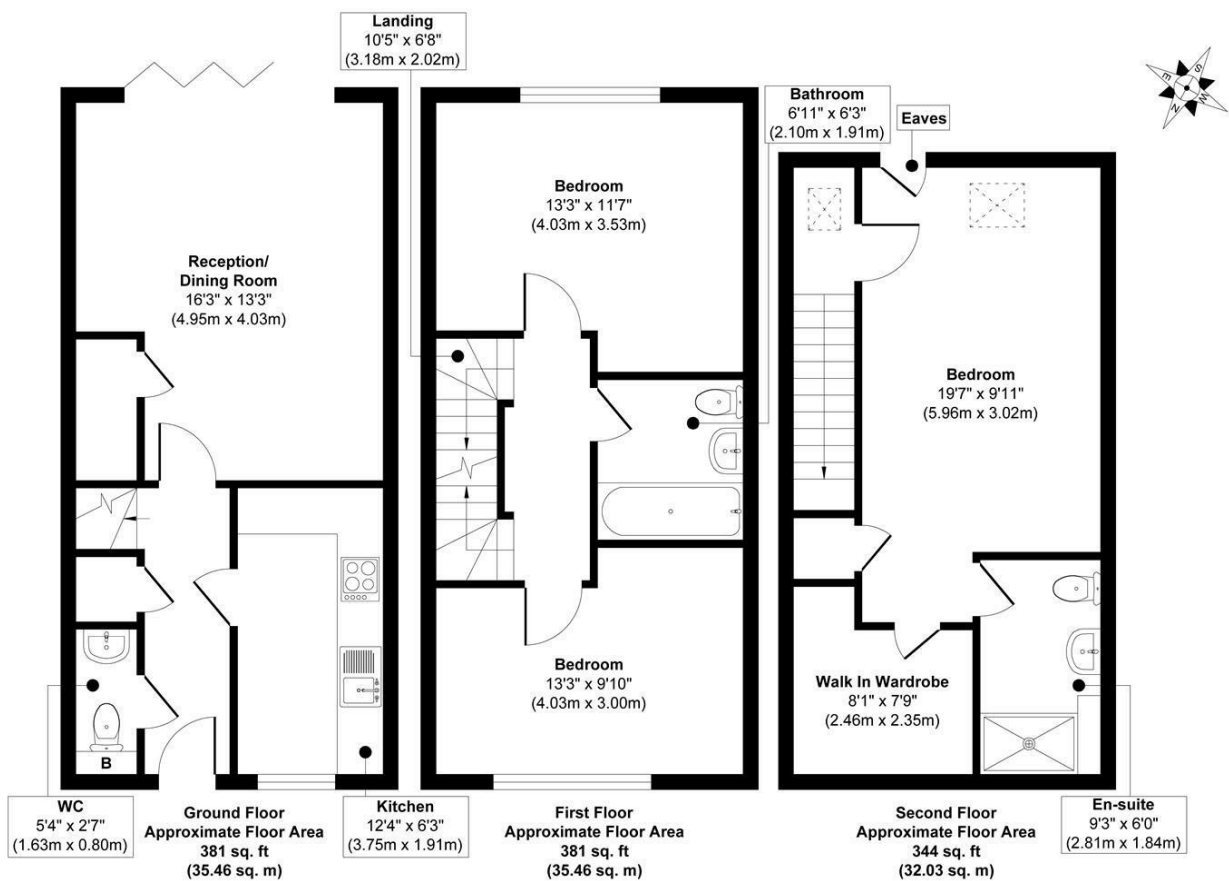 Landing
10'5" x 6'8"
(3.18m x 2.02m)
Bathroom
6'11" x 6'3"
(2.10m x 1.91m)
Eaves
S
E
W
N
Reception/
Dining Room
16'3" x 13'3"
(4.95m x 4.03m)
Bedroom
13'3" x 11'7"
(4.03m x 3.53m)
Bedroom
19'7" x 9'11"
(5.96m x 3.02m)
Bedroom
13'3" x 9'10"
(4.03m x 3.00m)
Walk In Wardrobe
8'1" x 7'9"
(2.46m x 2.35m)
B
WC
5'4" x 2'7"
(1.63m x 0.80m)
Ground Floor
Approximate Floor Area
381 sq. ft
(35.46 sq. m)
Kitchen
12'4" x 6'3"
(3.75m x 1.91m)
First Floor
Approximate Floor Area
381 sq. ft
(35.46 sq. m)
Second Floor
Approximate Floor Area
344 sq. ft
(32.03 sq. m)
En-suite
9'3" x 6'0"
(2.81m x 1.84m)